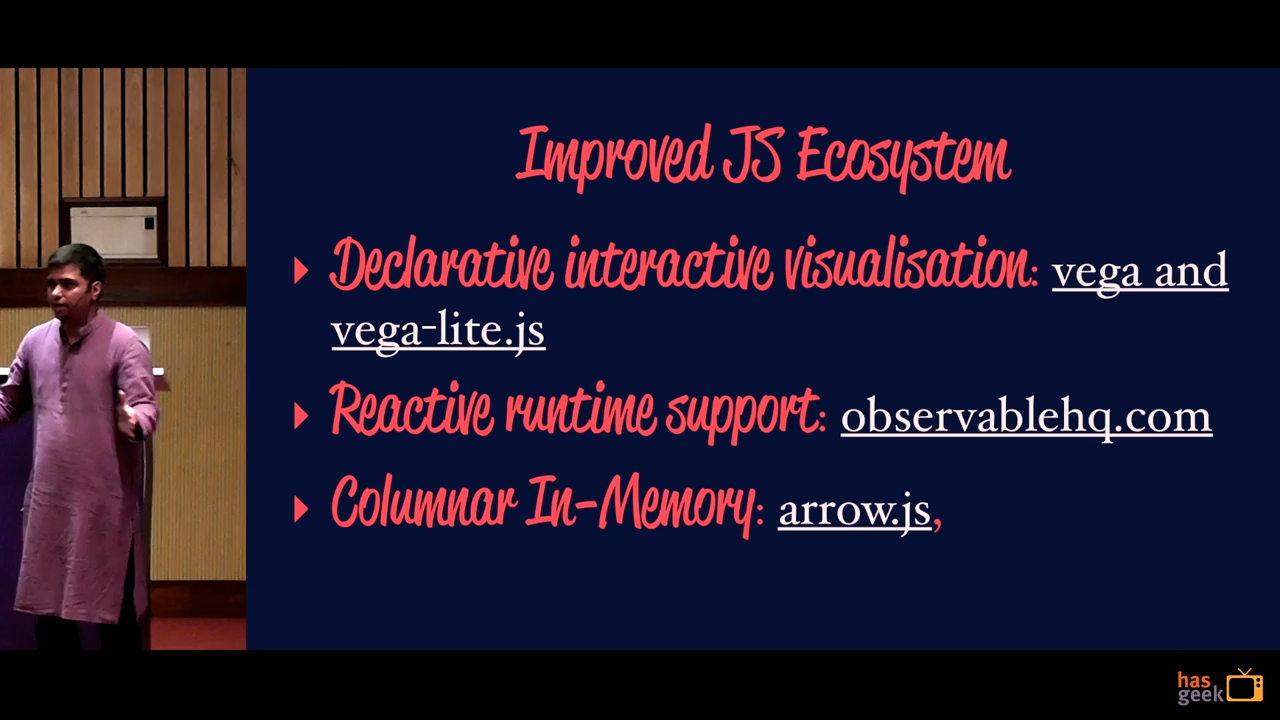 Improved JS Ecosystem
Declarative interactive visualisation: vega and
vega-lite.js
Reactive runtime support: observablehq.com
Columnar In-Memory: arrow.js,
has
geek